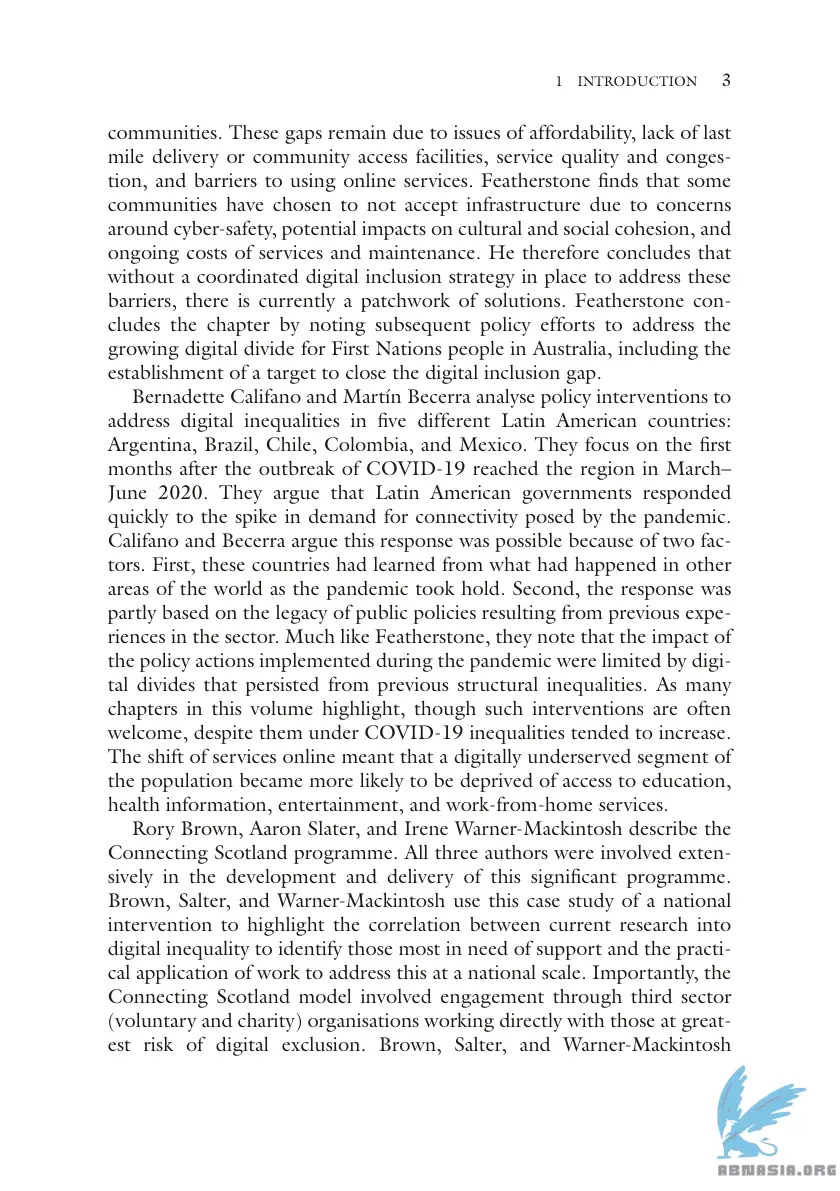 1 INTRODUCTION 3
communities. These gaps remain due to issues of affordability, lack of last
mile delivery or community access facilities, service quality and conges-
tion, and barriers to using online services. Featherstone finds that some
communities have chosen to not accept infrastructure due to concerns
around cyber-safety, potential impacts on cultural and social cohesion, and
ongoing costs of services and maintenance. He therefore concludes that
without a coordinated digital inclusion strategy in place to address these
barriers, there is currently a patchwork of solutions. Featherstone con-
cludes the chapter by noting subsequent policy efforts to address the
growing digital divide for First Nations people in Australia, including the
establishment of a target to close the digital inclusion gap.
Bernadette Califano and Martín Becerra analyse policy interventions to
address digital inequalities in five different Latin American countries:
Argentina, Brazil, Chile, Colombia, and Mexico. They focus on the first
months after the outbreak of COVID-19 reached the region in March–
June 2020. They argue that Latin American governments responded
quickly to the spike in demand for connectivity posed by the pandemic.
Califano and Becerra argue this response was possible because of two fac-
tors. First, these countries had learned from what had happened in other
areas of the world as the pandemic took hold. Second, the response was
partly based on the legacy of public policies resulting from previous expe-
riences in the sector. Much like Featherstone, they note that the impact of
the policy actions implemented during the pandemic were limited by digi-
tal divides that persisted from previous structural inequalities. As many
chapters in this volume highlight, though such interventions are often
welcome, despite them under COVID-19 inequalities tended to increase.
The shift of services online meant that a digitally underserved segment of
the population became more likely to be deprived of access to education,
health information, entertainment, and work-from-home services.
Rory Brown, Aaron Slater, and Irene Warner-Mackintosh describe the
Connecting Scotland programme. All three authors were involved exten-
sively in the development and delivery of this significant programme.
Brown, Salter, and Warner-Mackintosh use this case study of a national
intervention to highlight the correlation between current research into
digital inequality to identify those most in need of support and the practi-
cal application of work to address this at a national scale. Importantly, the
Connecting Scotland model involved engagement through third sector
(voluntary and charity) organisations working directly with those at great-
est risk of digital exclusion. Brown, Salter, and Warner-Mackintosh
ABNASIA.ORG